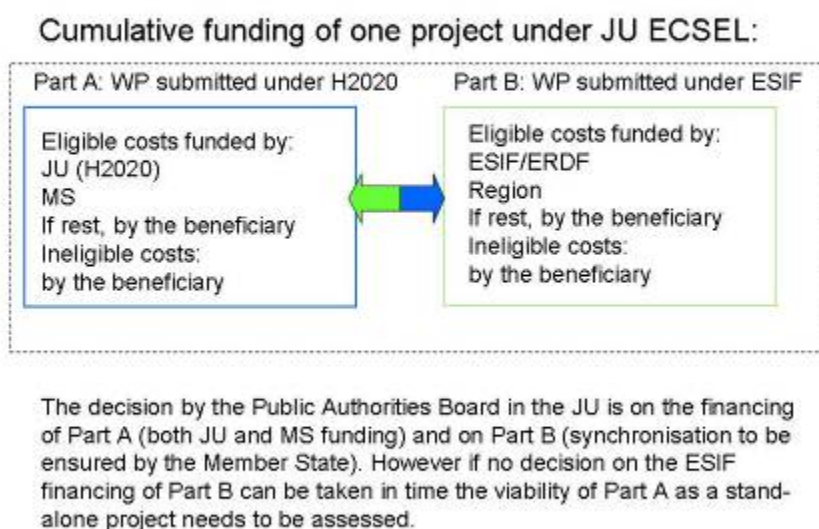 Cumulative funding of one project under JU ECSEL:
Part A: WP submitted under H2020
Eligible costs funded by:
JU (H2020)
MS
If rest, by the beneficiary
Ineligible costs:
by the beneficiary
Part B: WP submitted under ESIF
Eligible costs funded by:
ESIF/ERDF
Region
If rest, by the beneficiary
Ineligible costs:
by the beneficiary
The decision by the Public Authorities Board in the JU is on the financing
of Part A (both JU and MS funding) and on Part B (synchronisation to be
ensured by the Member State). However if no decision on the ESIF
financing of Part B can be taken in time the viability of Part A as a stand-
alone project needs to be assessed.